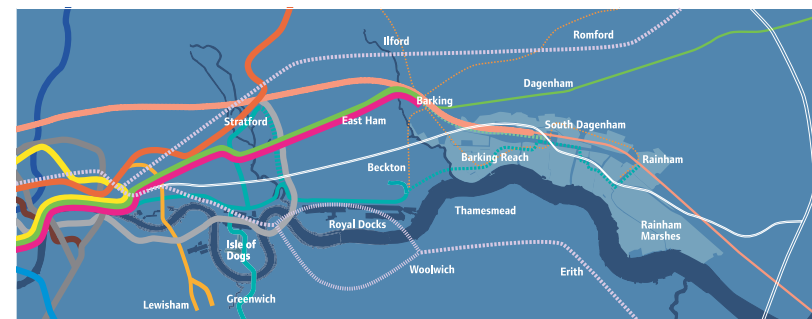 Ilford
Romford
Dagenham
Barking
Stratford
East Ham
South Dagenham
Barking Reach
Rainham
Beckton
Thamesmead
Royal Docks
Rainham
Marshes
Isle of
Dogs
Woolwich
Erith
Lewisham
Greenwich